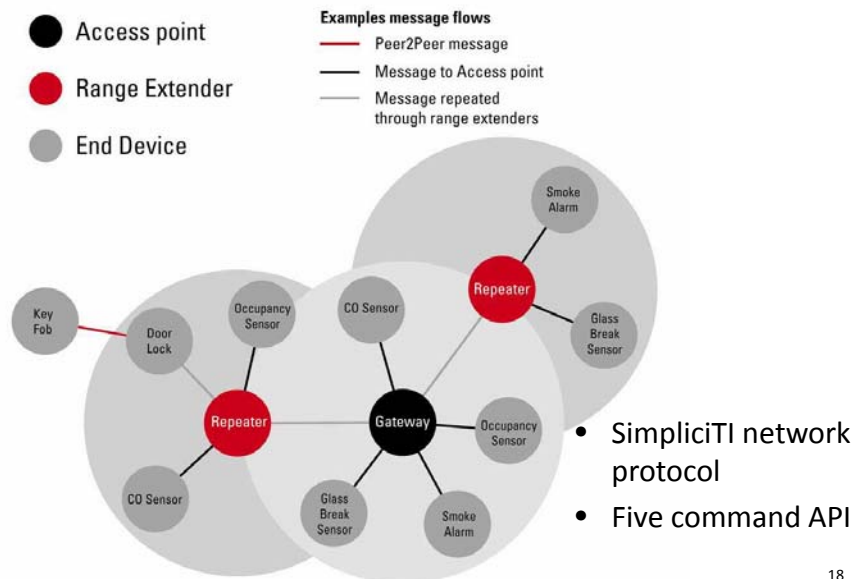 Access point
Range Extender
End Device
Examples message flows
Peer2Peer message
Message to Access point
Message repeated
through range extenders
Smoke
Alarm
Repeater
Glass
Break
Sensor
Key
Fob
Door
Lock
Occupancy
Sensor
CO Sensor
Repeater
Gateway
Occupancy
Sensor
CO Sensor
Glass
Break
Sensor
Smoke
Alarm
• SimpliciTI network
protocol
• Five command API
18